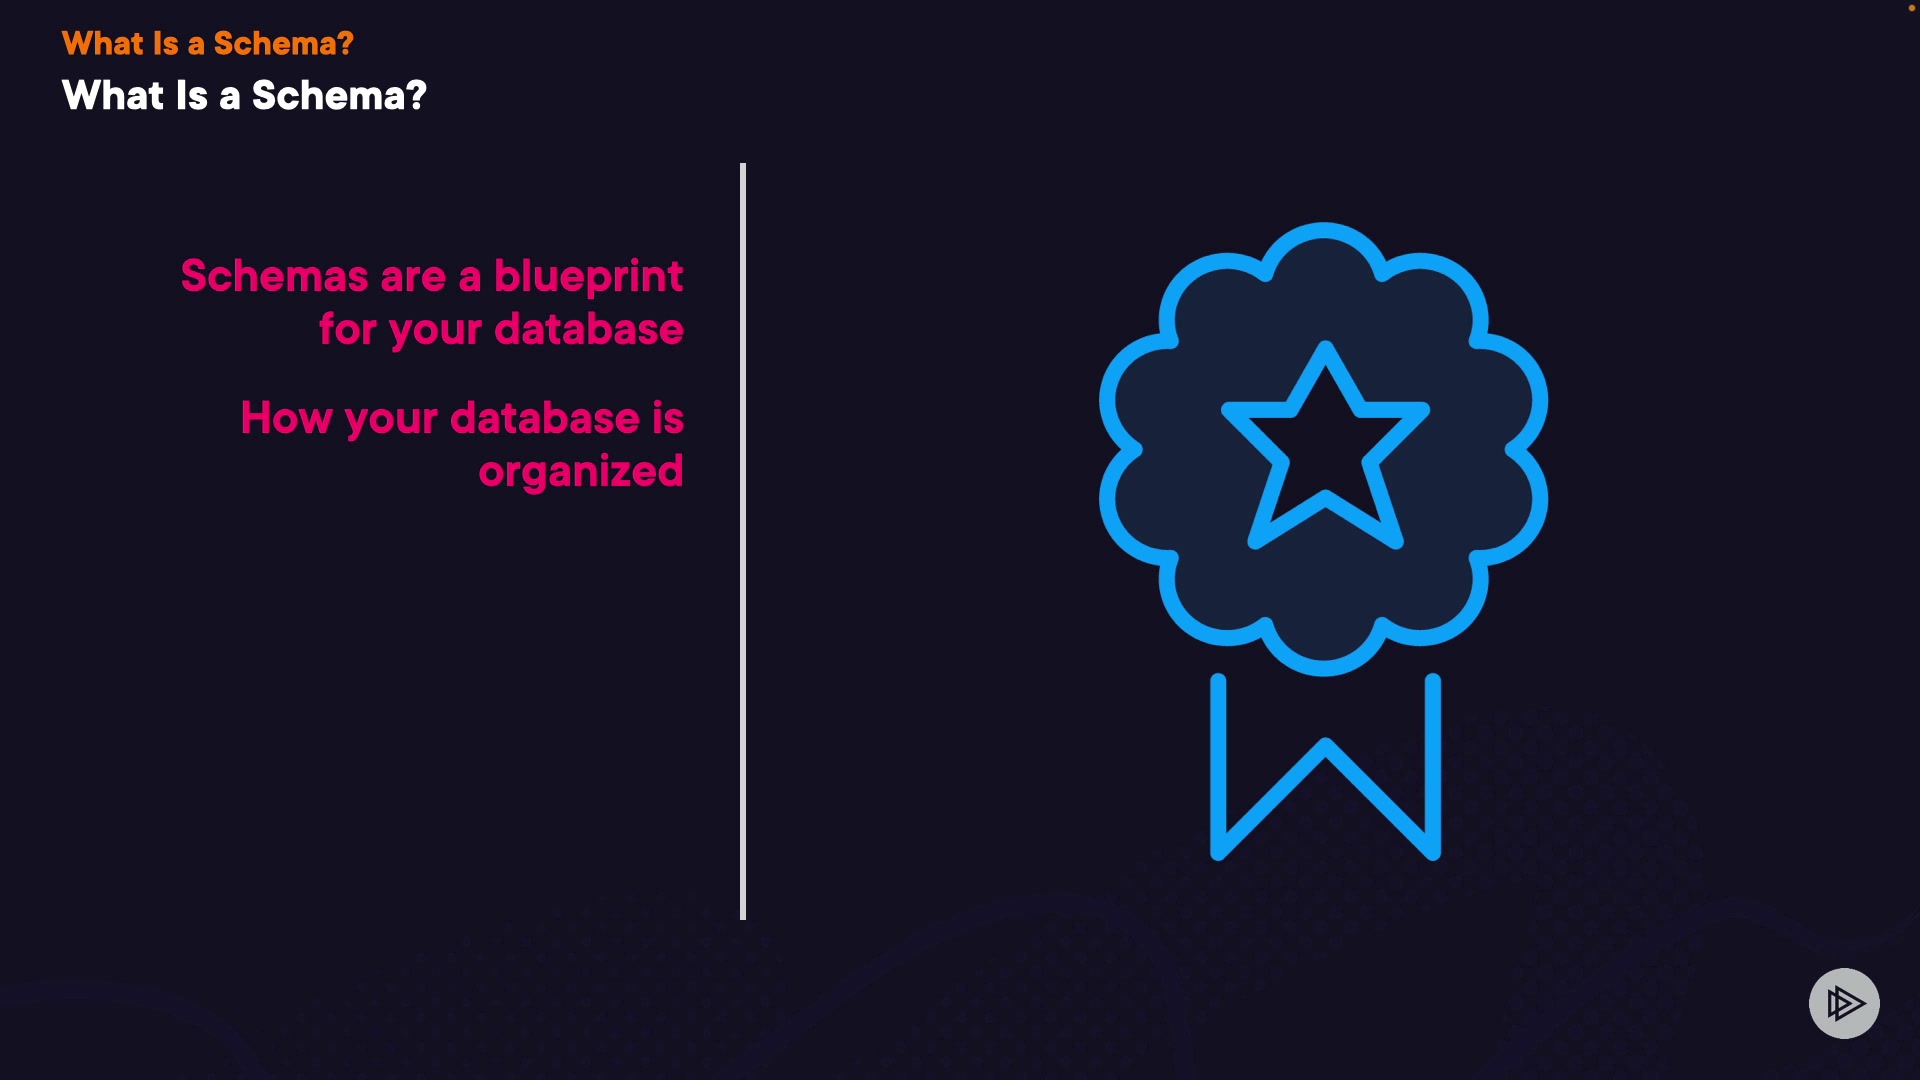 What Is a Schema?
What Is a Schema?
Schemas are a blueprint
for your database
How your database is
organized